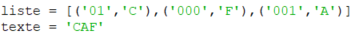 liste = [('01','C'),('000','F'),('001','A')]
texte = 'CAF'